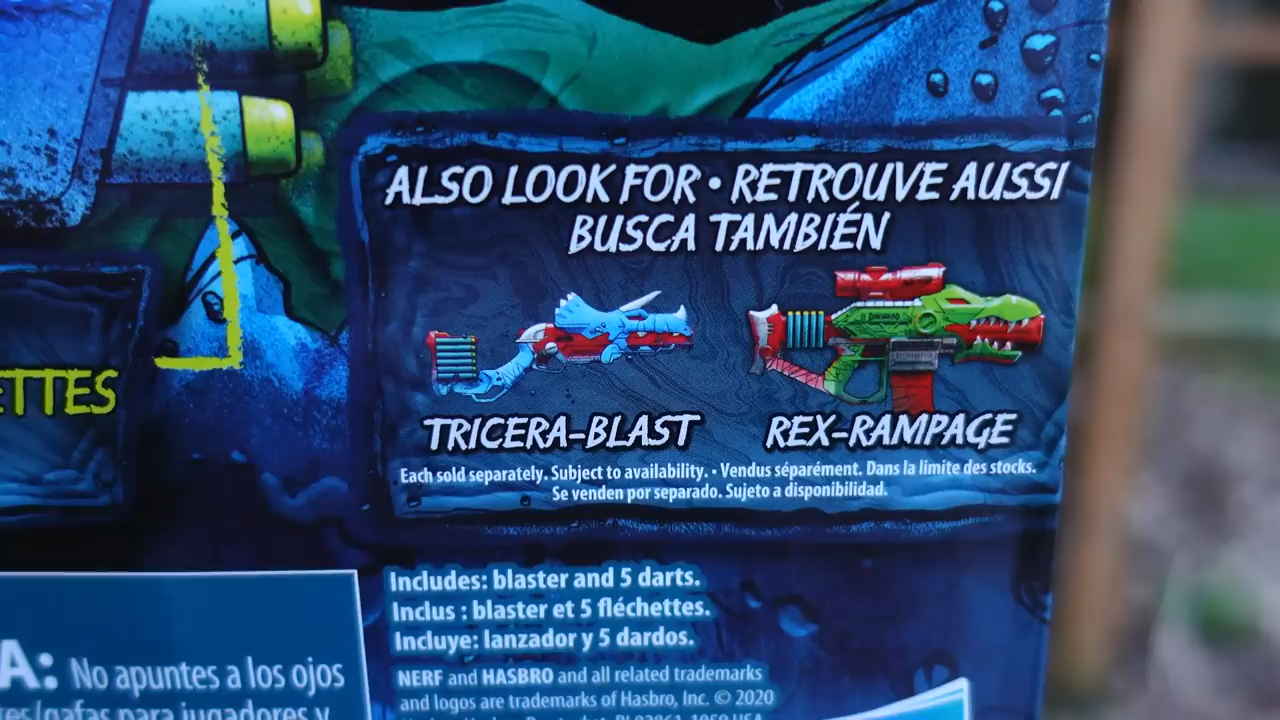 ALSO LOOK FOR • RETROUVE AUSSI
BUSCA TAMBIÉN
TRICERA-BLAST
REX-RAMPAGE
Each sold separately. Subject to availability. • Vendus séparément. Dans la limite des stocks.
Se venden por separado. Sujeto a disponibilidad.
ETTES
Includes: blaster and 5 darts.
Inclus : blaster et 5 fléchettes.
Incluye: lanzador y 5 dardos.
NERF and HASBRO and all related trademarks
and logos are trademarks of Hasbro, Inc. © 2020
A: No apuntes a los ojos
gafas para jugadores y